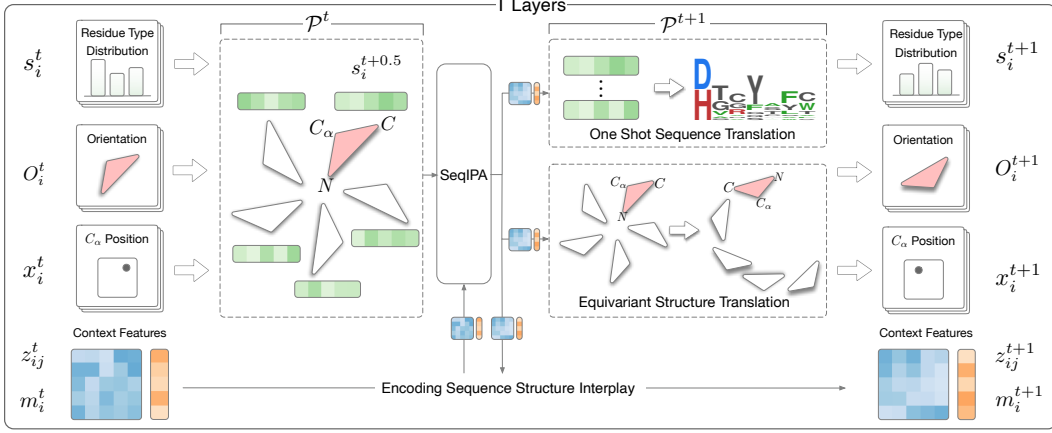 T Layers
𝒫^t
𝒫^{t+1}
s_i^t
Residue Type
Distribution
s_i^{t+0.5}
C_α
C
N
SeqIPA
D
H
T
C
Y
F
C
One Shot Sequence Translation
Residue Type
Distribution
s_i^{t+1}
O_i^t
Orientation
C_α
C
N
C
N
C_α
Orientation
O_i^{t+1}
x_i^t
C_α Position
Equivariant Structure Translation
C_α Position
x_i^{t+1}
Context Features
z_{ij}^t
m_i^t
Encoding Sequence Structure Interplay
Context Features
z_{ij}^{t+1}
m_i^{t+1}